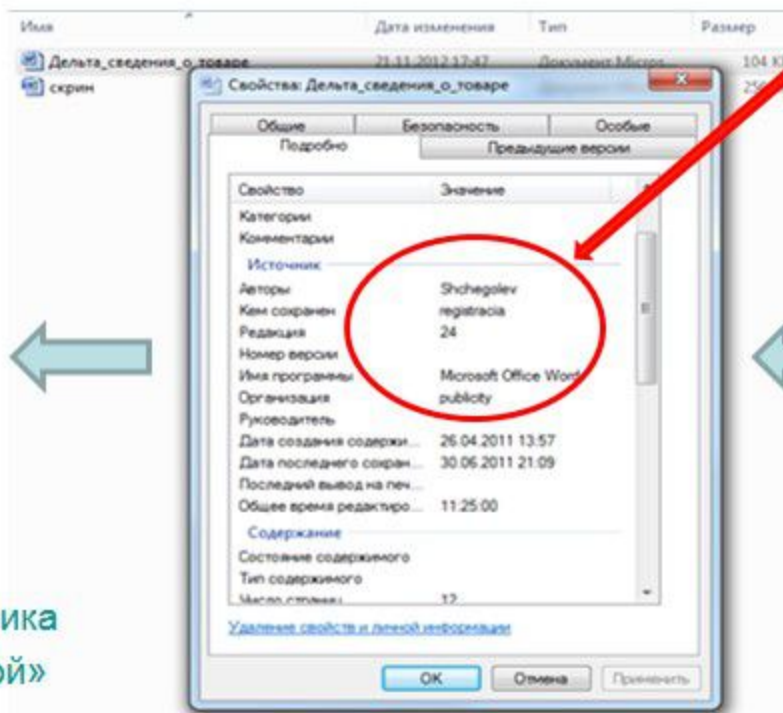 Имя Дата изменения Тип Размер
Дельта_сведения_о_товаре 21.11.2012 17:47 Документ Micros... 104
скрин
Свойства: Дельта_сведения_о_товаре
Общие Безопасность Особые
Подробно Предыдущие версии
Свойство Значение
Категории
Комментарии
Источник
Авторы Shchegolev
Кем сохранен registracia
Редакция 24
Номер версии
Имя программы Microsoft Office Word
Организация publicity
Руководитель
Дата создания содержи... 26.04.2011 13:57
Дата последнего сохран... 30.06.2011 21:09
Последний вывод на печ...
Общее время редактиро... 11:25:00
Содержание
Состояние содержимого
Тип содержимого
Число страниц 12
Удаление свойств и личной информации
OK Отмена Применить
ика
ой»